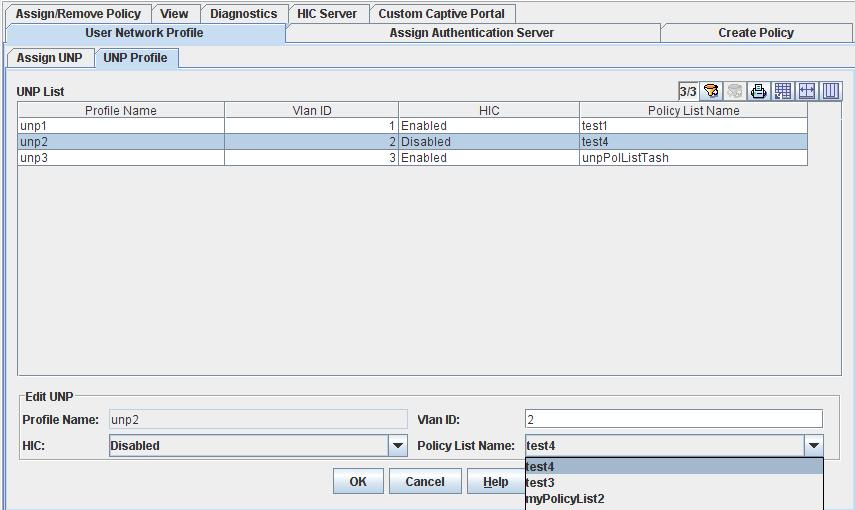 Assign/Remove Policy View Diagnostics HIC Server Custom Captive Portal
User Network Profile Assign Authentication Server Create Policy
Assign UNP UNP Profile
UNP List 3/3
Profile Name Vlan ID HIC Policy List Name
unp1 1 Enabled test1
unp2 2 Disabled test4
unp3 3 Enabled unpPolListTash
Edit UNP
Profile Name: unp2 Vlan ID: 2
HIC: Disabled Policy List Name: test4
test4
OK Cancel Help test3
myPolicyList2